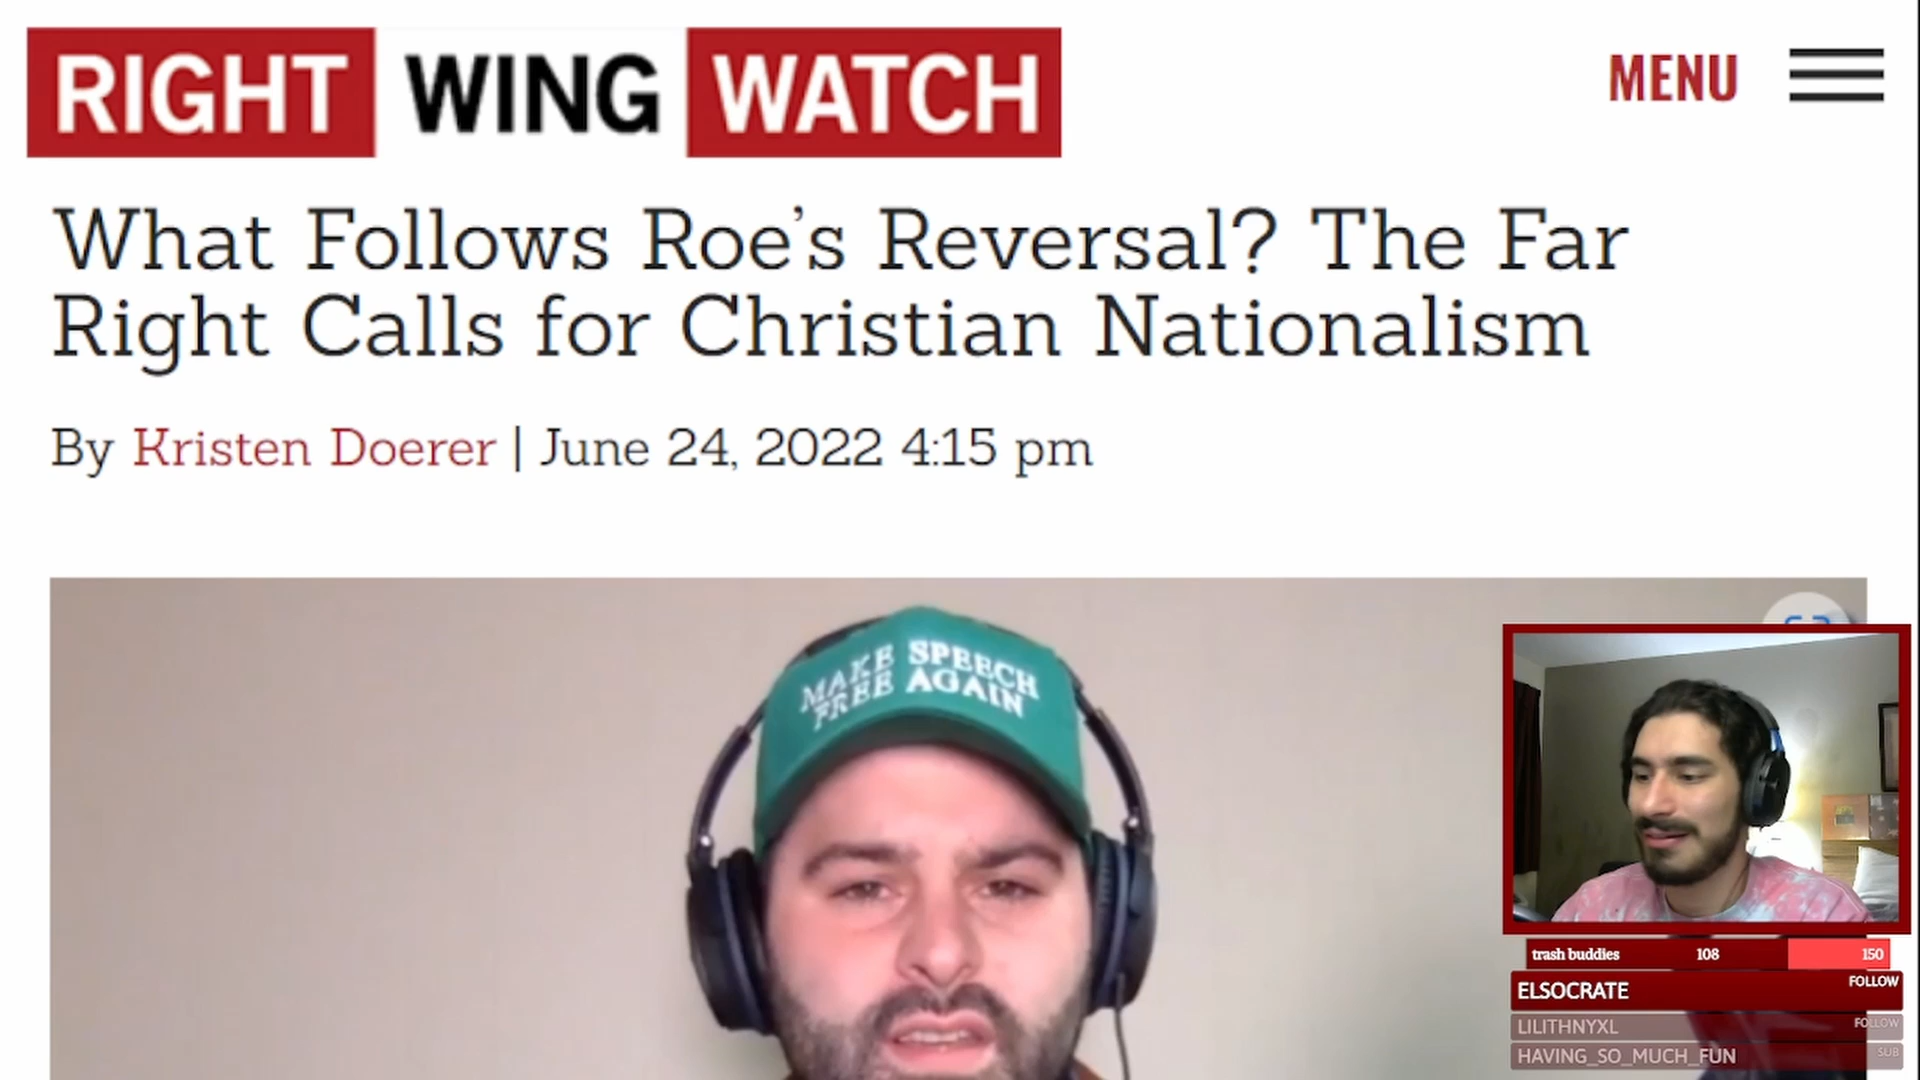 RIGHT WING WATCH
MENU
What Follows Roe’s Reversal? The Far
Right Calls for Christian Nationalism
By Kristen Doerer | June 24, 2022 4:15 pm
MAKE SPEECH
FREE AGAIN
trash buddies 108 150
ELSOCRATE FOLLOW
LILITHNYXL FOLLOW
HAVING_SO_MUCH_FUN SUB